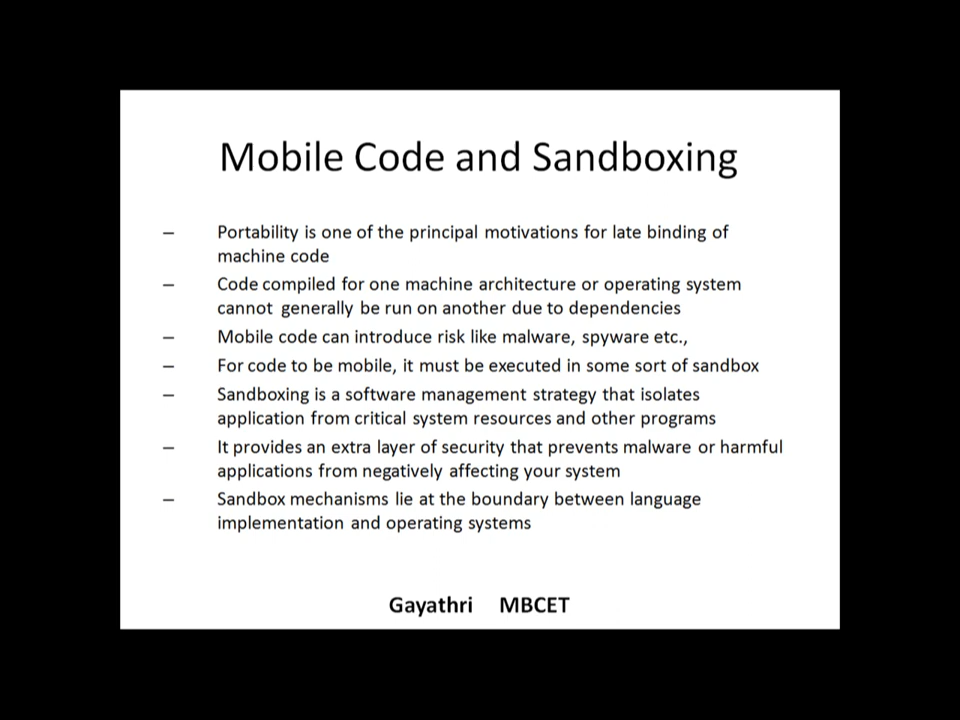 Mobile Code and Sandboxing
– Portability is one of the principal motivations for late binding of
machine code
– Code compiled for one machine architecture or operating system
cannot generally be run on another due to dependencies
– Mobile code can introduce risk like malware, spyware etc.,
– For code to be mobile, it must be executed in some sort of sandbox
– Sandboxing is a software management strategy that isolates
application from critical system resources and other programs
– It provides an extra layer of security that prevents malware or harmful
applications from negatively affecting your system
– Sandbox mechanisms lie at the boundary between language
implementation and operating systems
Gayathri MBCET